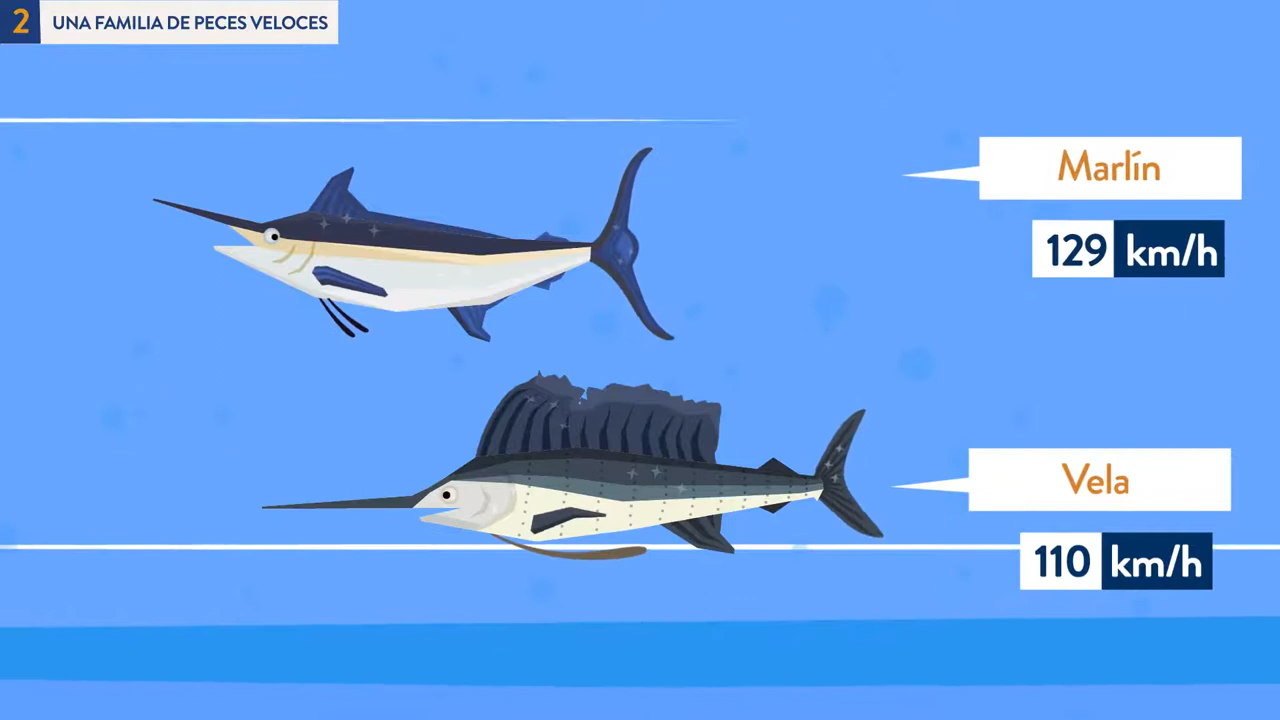 2 UNA FAMILIA DE PECES VELOCES
Marlín
129 km/h
Vela
110 km/h